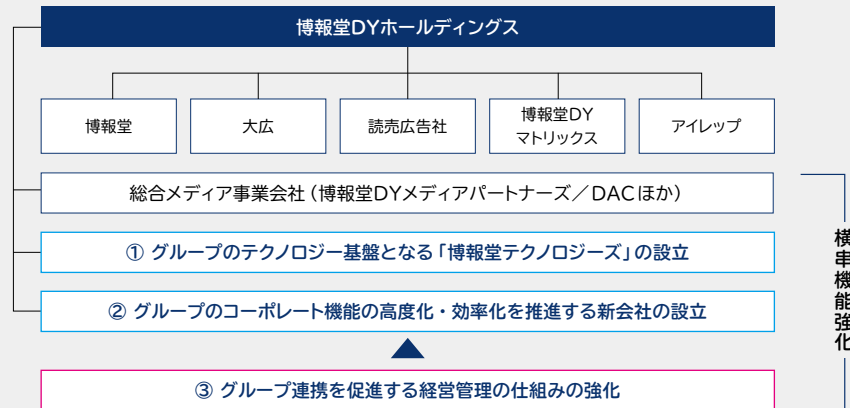 博報堂DYホールディングス
博報堂
大広
読売広告社
博報堂DY
マトリックス
アイレップ
総合メディア事業会社（博報堂DYメディアパートナーズ／DACほか）
① グループのテクノロジー基盤となる「博報堂テクノロジーズ」の設立
② グループのコーポレート機能の高度化・効率化を推進する新会社の設立
③ グループ連携を促進する経営管理の仕組みの強化
横串機能強化